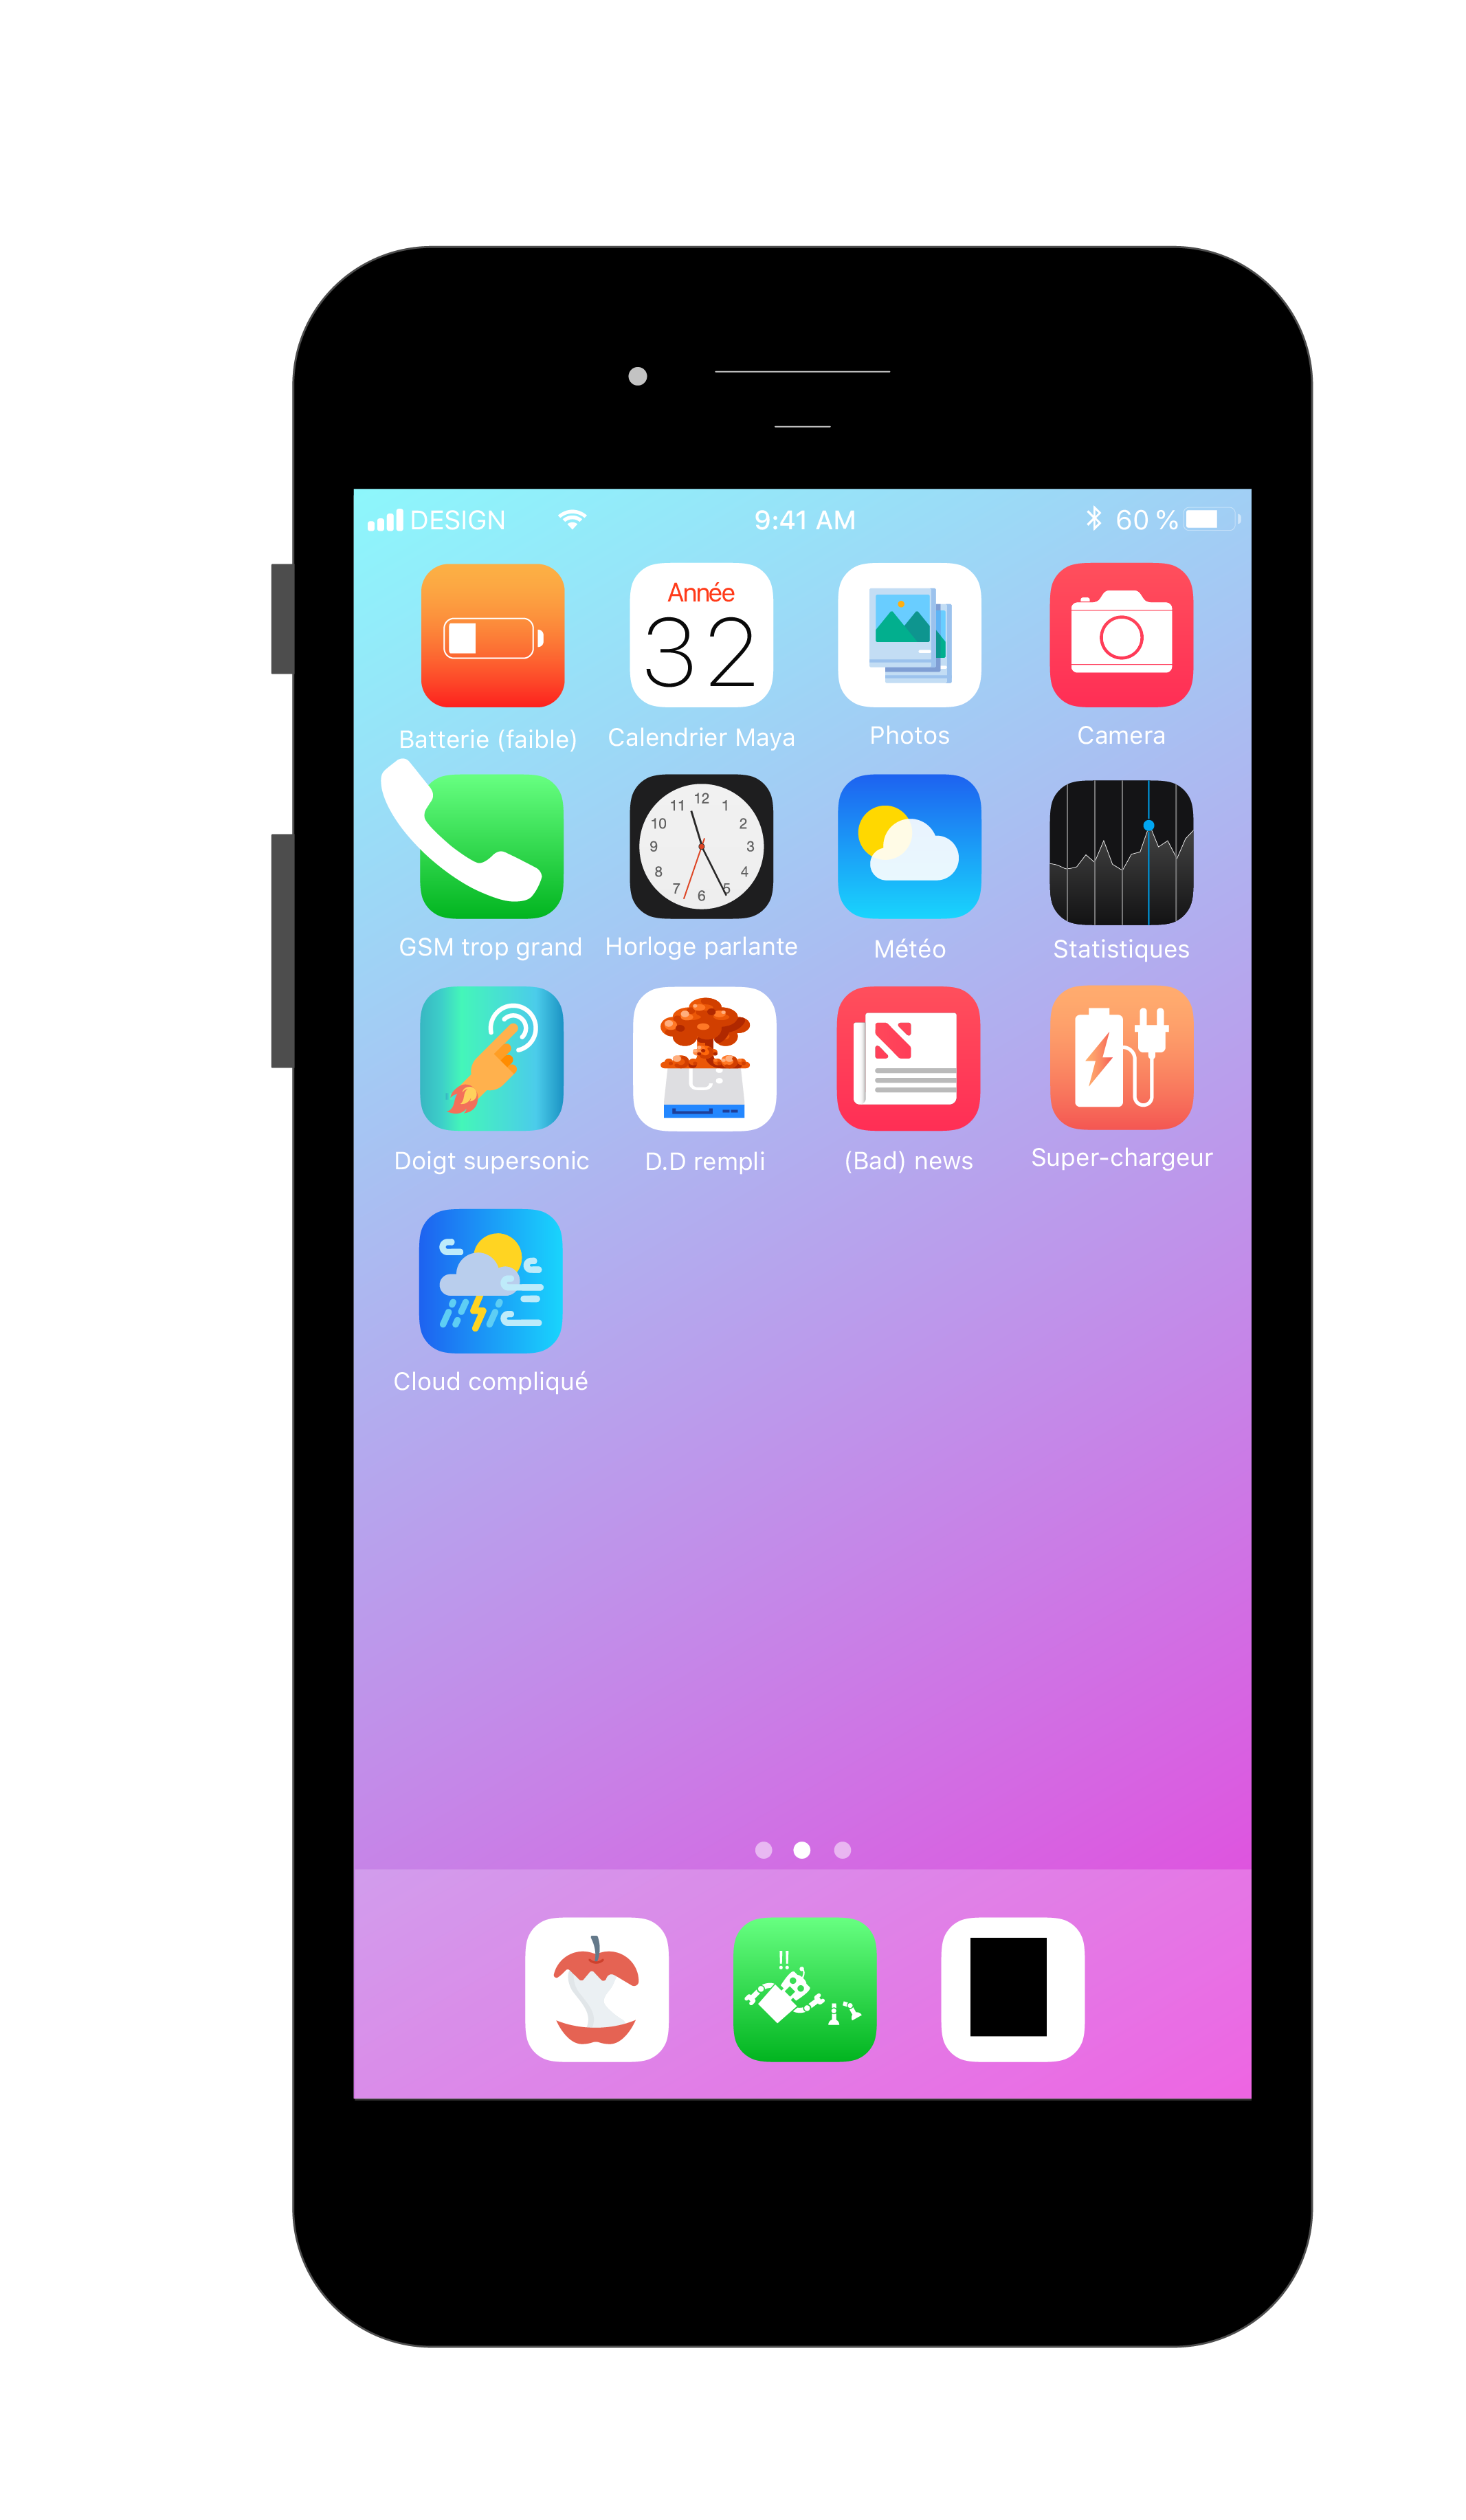 DESIGN 9:41 AM 60 %
Année
32
Batterie (faible) Calendrier Maya Photos Camera
12
11 1
10 2
9 3
8 4
7 5
6
GSM trop grand Horloge parlante Météo Statistiques
Doigt supersonic D.D rempli (Bad) news Super-chargeur
Cloud compliqué
!!